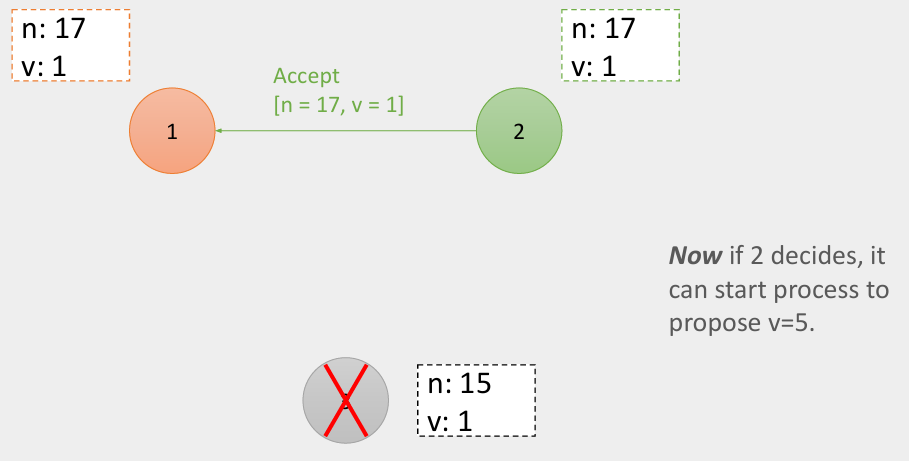 n: 17
v: 1
n: 17
v: 1
Accept
[n = 17, v = 1]
1
2
Now if 2 decides, it
can start process to
propose v=5.
n: 15
v: 1